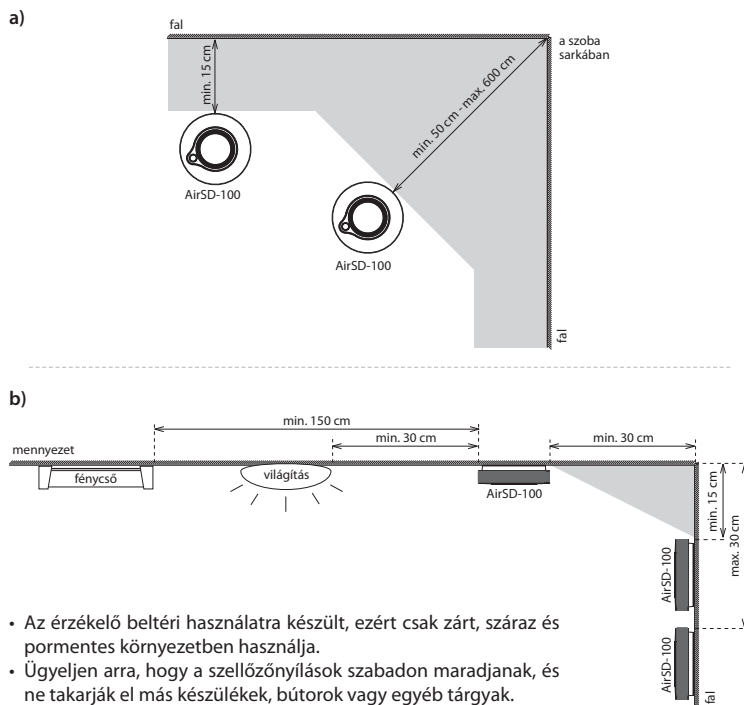 a)
fal
a szoba
sarkában
min. 15 cm
min. 50 cm - max. 600 cm
AirSD-100
AirSD-100
fal
b)
min. 150 cm
mennyezet
min. 30 cm
min. 30 cm
fénycső
világítás
AirSD-100
min. 15 cm
max. 30 cm
AirSD-100
AirSD-100
fal
• Az érzékelő beltéri használatra készült, ezért csak zárt, száraz és
pormentes környezetben használja.
• Ügyeljen arra, hogy a szellőzőnyílások szabadon maradjanak, és
ne takarják el más készülékek, bútorok vagy egyéb tárgyak.